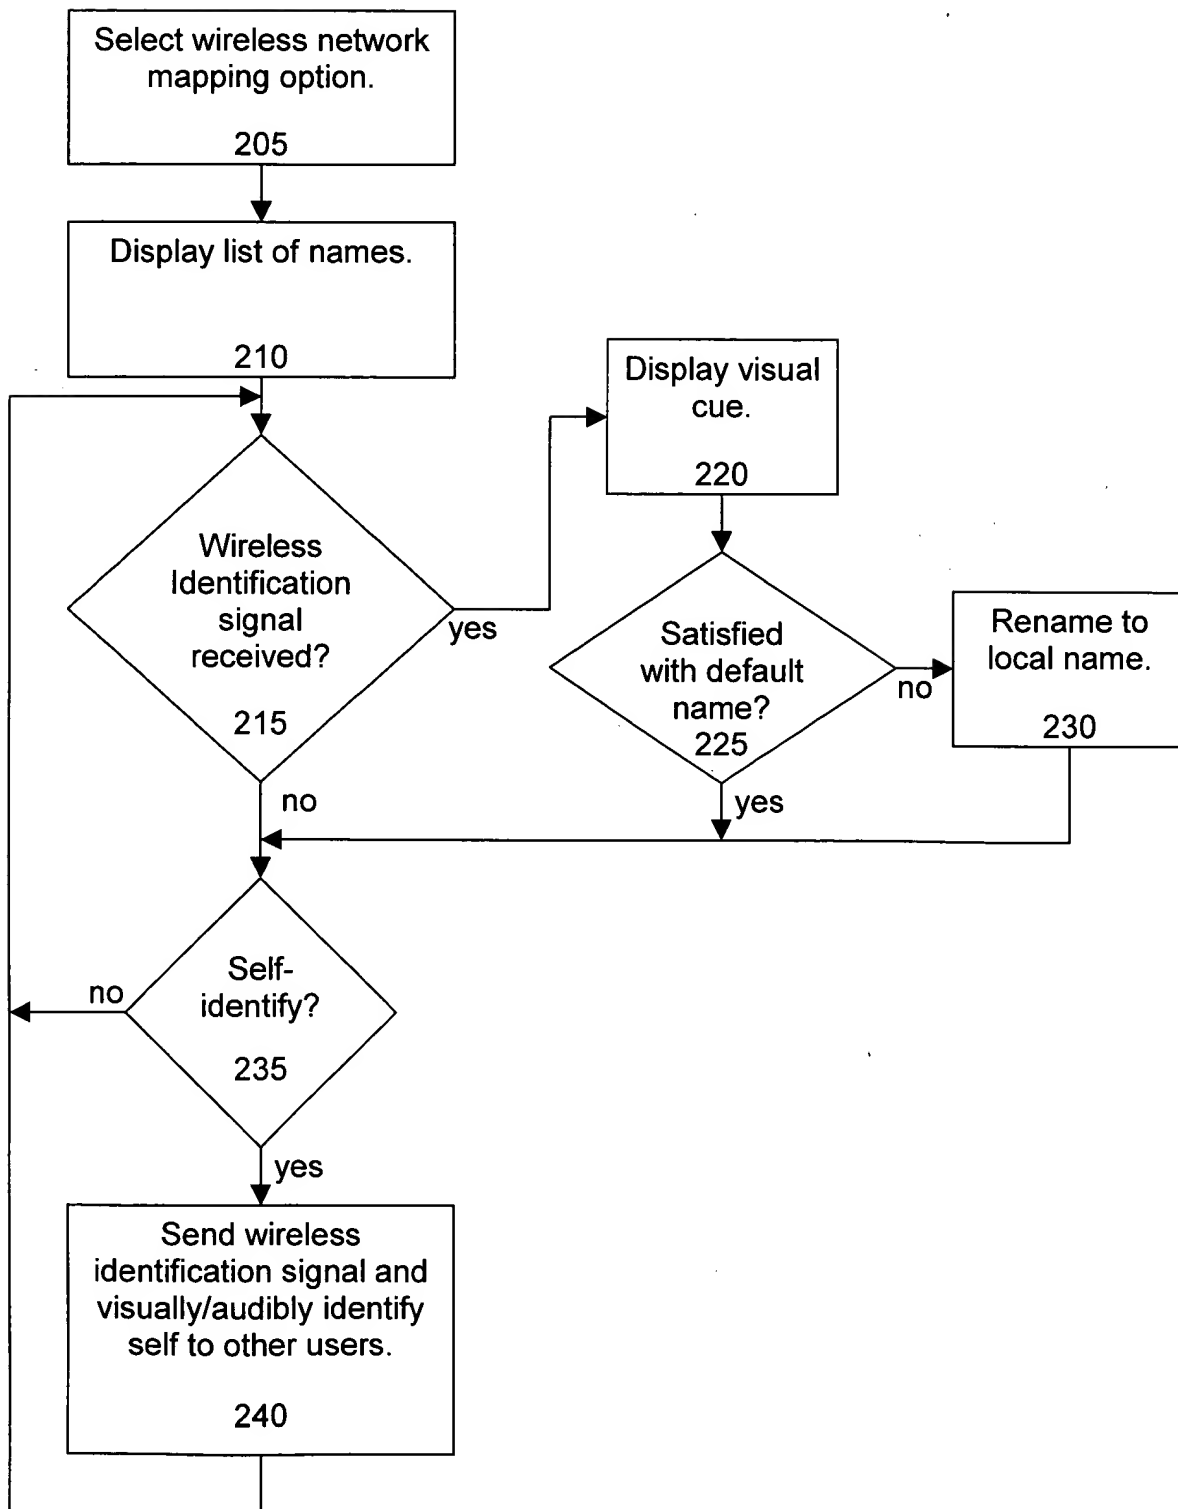 Select wireless network
mapping option.
205
Display list of names.
210
Display visual
cue.
220
Wireless
Identification
signal
received?
215
yes
Satisfied
with default
name?
225
no
Rename to
local name.
230
no
yes
Self-
identify?
235
no
yes
Send wireless
identification signal and
visually/audibly identify
self to other users.
240